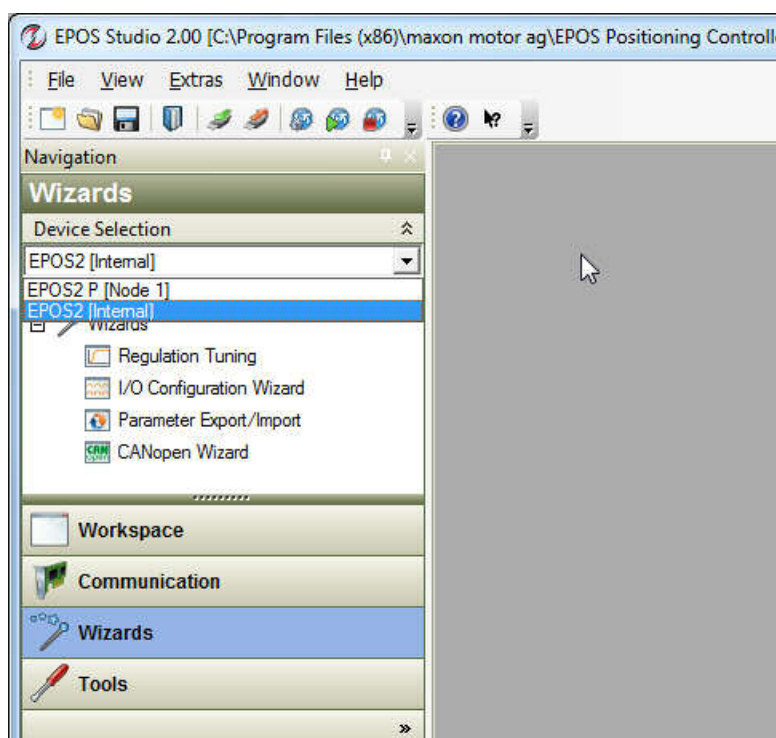 EPOS Studio 2.00 [C:\Program Files (x86)\maxon motor ag\EPOS Positioning Controlle
File View Extras Window Help
Navigation
Wizards
Device Selection
EPOS2 [Internal]
EPOS2 P [Node 1]
EPOS2 [Internal]
Wizards
Regulation Tuning
I/O Configuration Wizard
Parameter Export/Import
CANopen Wizard
Workspace
Communication
Wizards
Tools